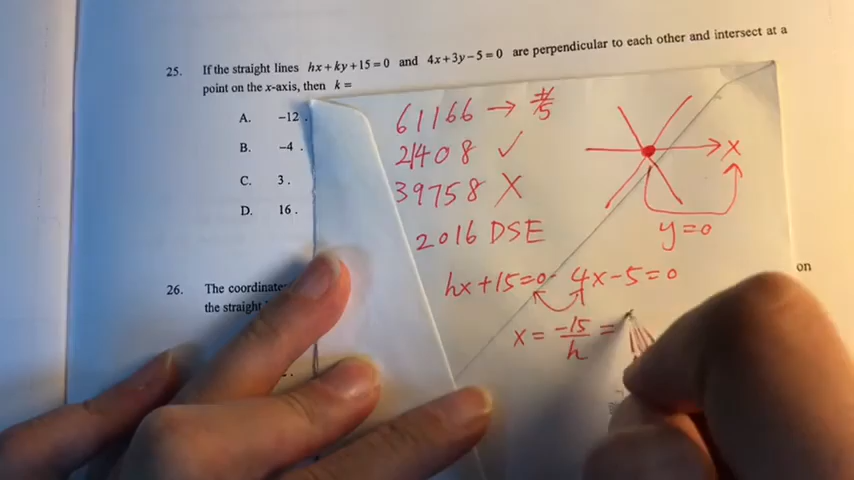 25. If the straight lines hx+ky+15=0 and 4x+3y−5=0 are perpendicular to each other and intersect at a
point on the x-axis, then k =
A. −12 .
B. −4 .
C. 3 .
D. 16 .
61166 → #5
21408 ✓
39758 X
2016 DSE
x
y=0
hx+15=0 4x−5=0
x = −15/h =
26. The coordinate
the straight
on